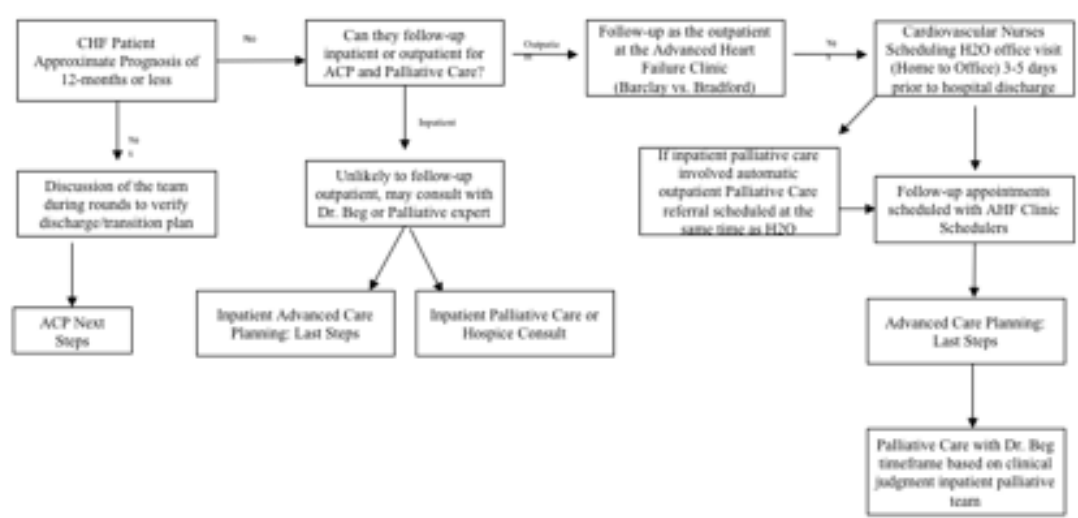 CHF Patient
Approximate Prognosis of
12-months or less
No
Can they follow-up
inpatient or outpatient for
ACP and Palliative Care?
Outpatie
Follow-up as the outpatient
at the Advanced Heart
Failure Clinic
(Barclay vs. Bradford)
Cardiovascular Nurses
Scheduling H2O office visit
(Home to Office) 3-5 days
prior to hospital discharge
Inpatient
Discussion of the team
during rounds to verify
discharge/transition plan
Unlikely to follow-up
outpatient, may consult with
Dr. Beg or Palliative expert
If inpatient palliative care
involved automatic
outpatient Palliative Care
referral scheduled at the
same time as H2O
Follow-up appointments
scheduled with AHF Clinic
Schedulers
ACP Next
Steps
Inpatient Advanced Care
Planning: Last Steps
Inpatient Palliative Care or
Hospice Consult
Advanced Care Planning:
Last Steps
Palliative Care with Dr. Beg
timeframe based on clinical
judgment inpatient palliative
team